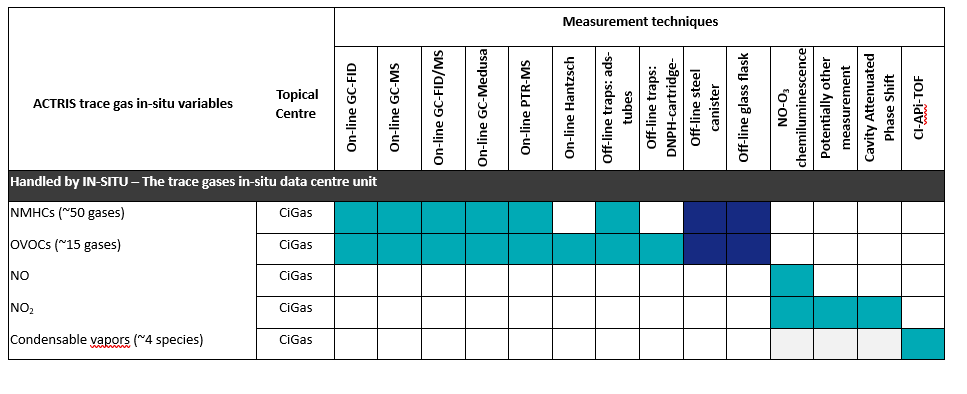 Measurement techniques
ACTRIS trace gas in-situ variables
Topical
Centre
On-line GC-FID
On-line GC-MS
On-line GC-FID/MS
On-line GC-Medusa
On-line PTR-MS
On-line Hantzsch
Off-line traps: ads-
tubes
Off-line traps:
DNPH-cartridge-
Off-line steel
canister
Off-line glass flask
NO-O₃
chemiluminescence
Potentially other
measurement
Cavity Attenuated
Phase Shift
CI-APi-TOF
Handled by IN-SITU – The trace gases in-situ data centre unit
NMHCs (~50 gases) CiGas
OVOCs (~15 gases) CiGas
NO CiGas
NO₂ CiGas
Condensable vapors (~4 species) CiGas